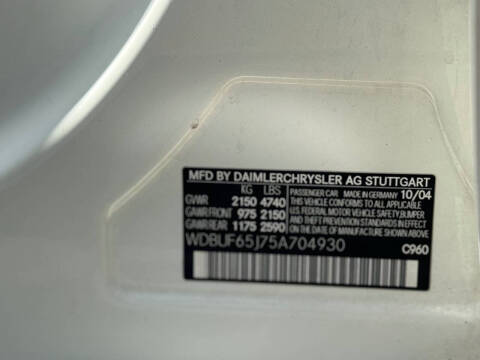 MFD BY DAIMLERCHRYSLER AG STUTTGART
KG LBS PASSENGER CAR MADE IN GERMANY 10/04
GVWR 2150 4740 THIS VEHICLE CONFORMS TO ALL APPLICABLE
GAWR FRONT 975 2150 U.S. FEDERAL MOTOR VEHICLE SAFETY, BUMPER AND
GAWR REAR 1175 2590 THEFT PREVENTION STANDARDS IN EFFECT ON THE DATE OF MANUFACTURE SHOWN ABOVE
WDBUF65J75A704930 C960